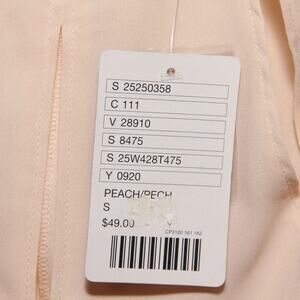 S 25250358
C 111
V 28910
S 8475
S 25W428T475
Y 0920
PEACH/PECH
S
$49.00
CP3120 161 162